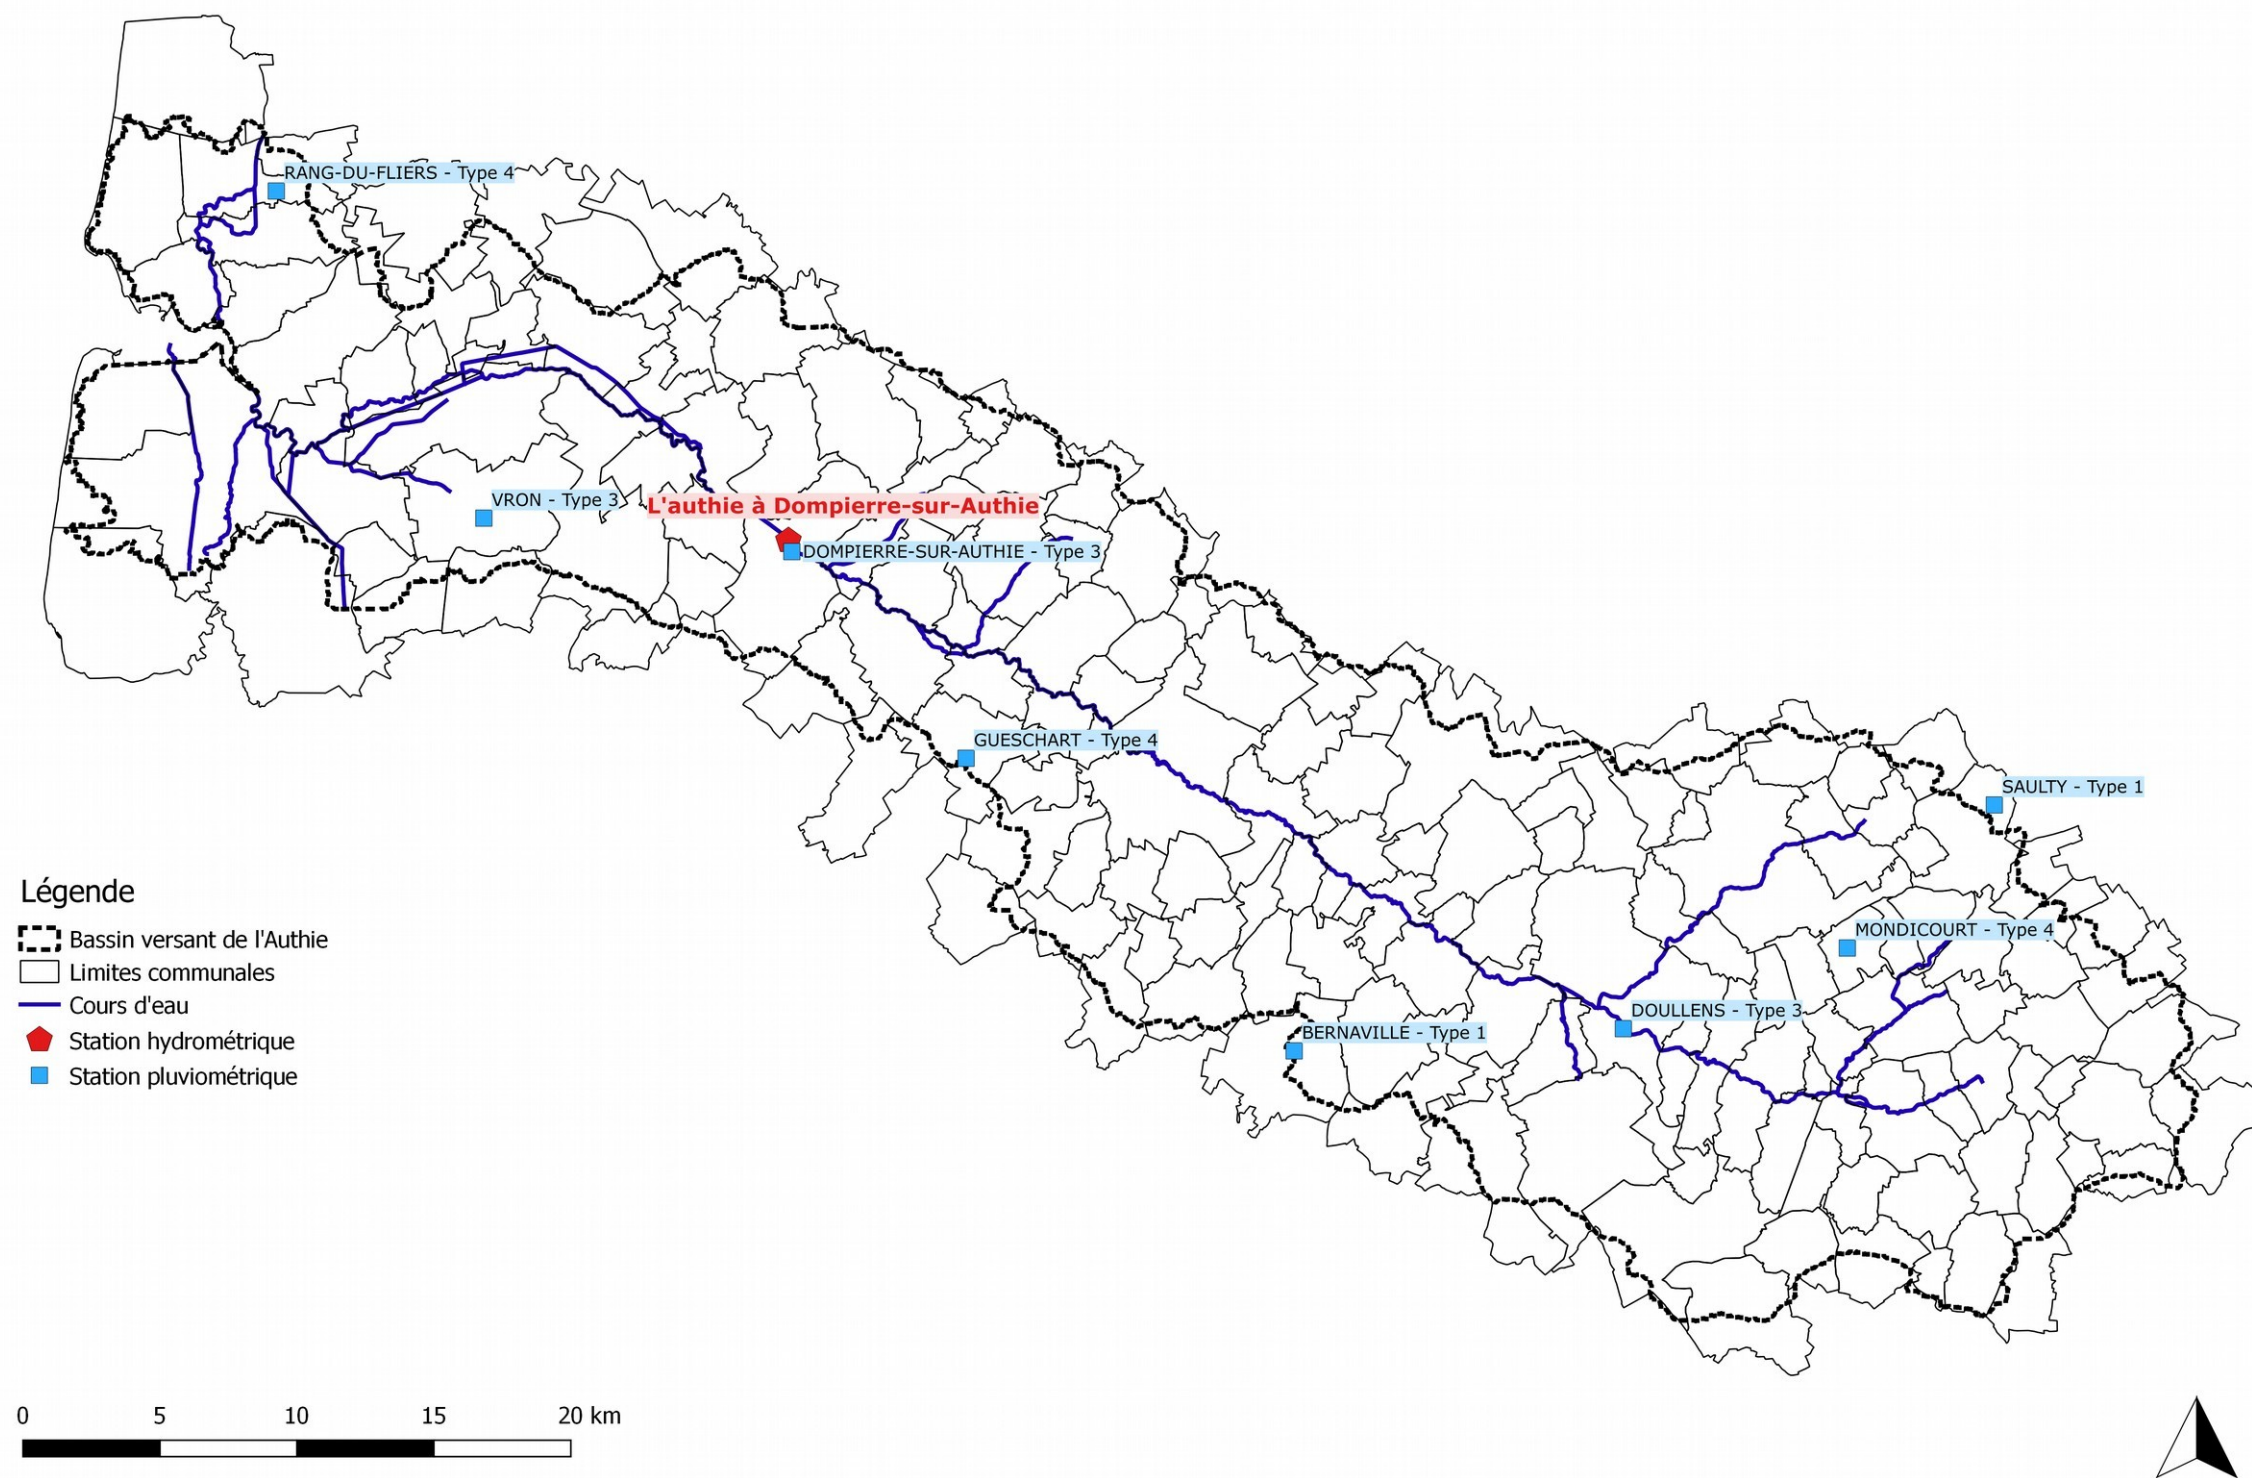 RANG-DU-FLIERS - Type 4
VRON - Type 3
L'authie à Dompierre-sur-Authie
DOMPIERRE-SUR-AUTHIE - Type 3
GUESCHART - Type 4
SAULTY - Type 1
MONDICOURT - Type 4
DOULLENS - Type 3
BERNAVILLE - Type 1
Légende
Bassin versant de l'Authie
Limites communales
Cours d'eau
Station hydrométrique
Station pluviométrique
0 5 10 15 20 km